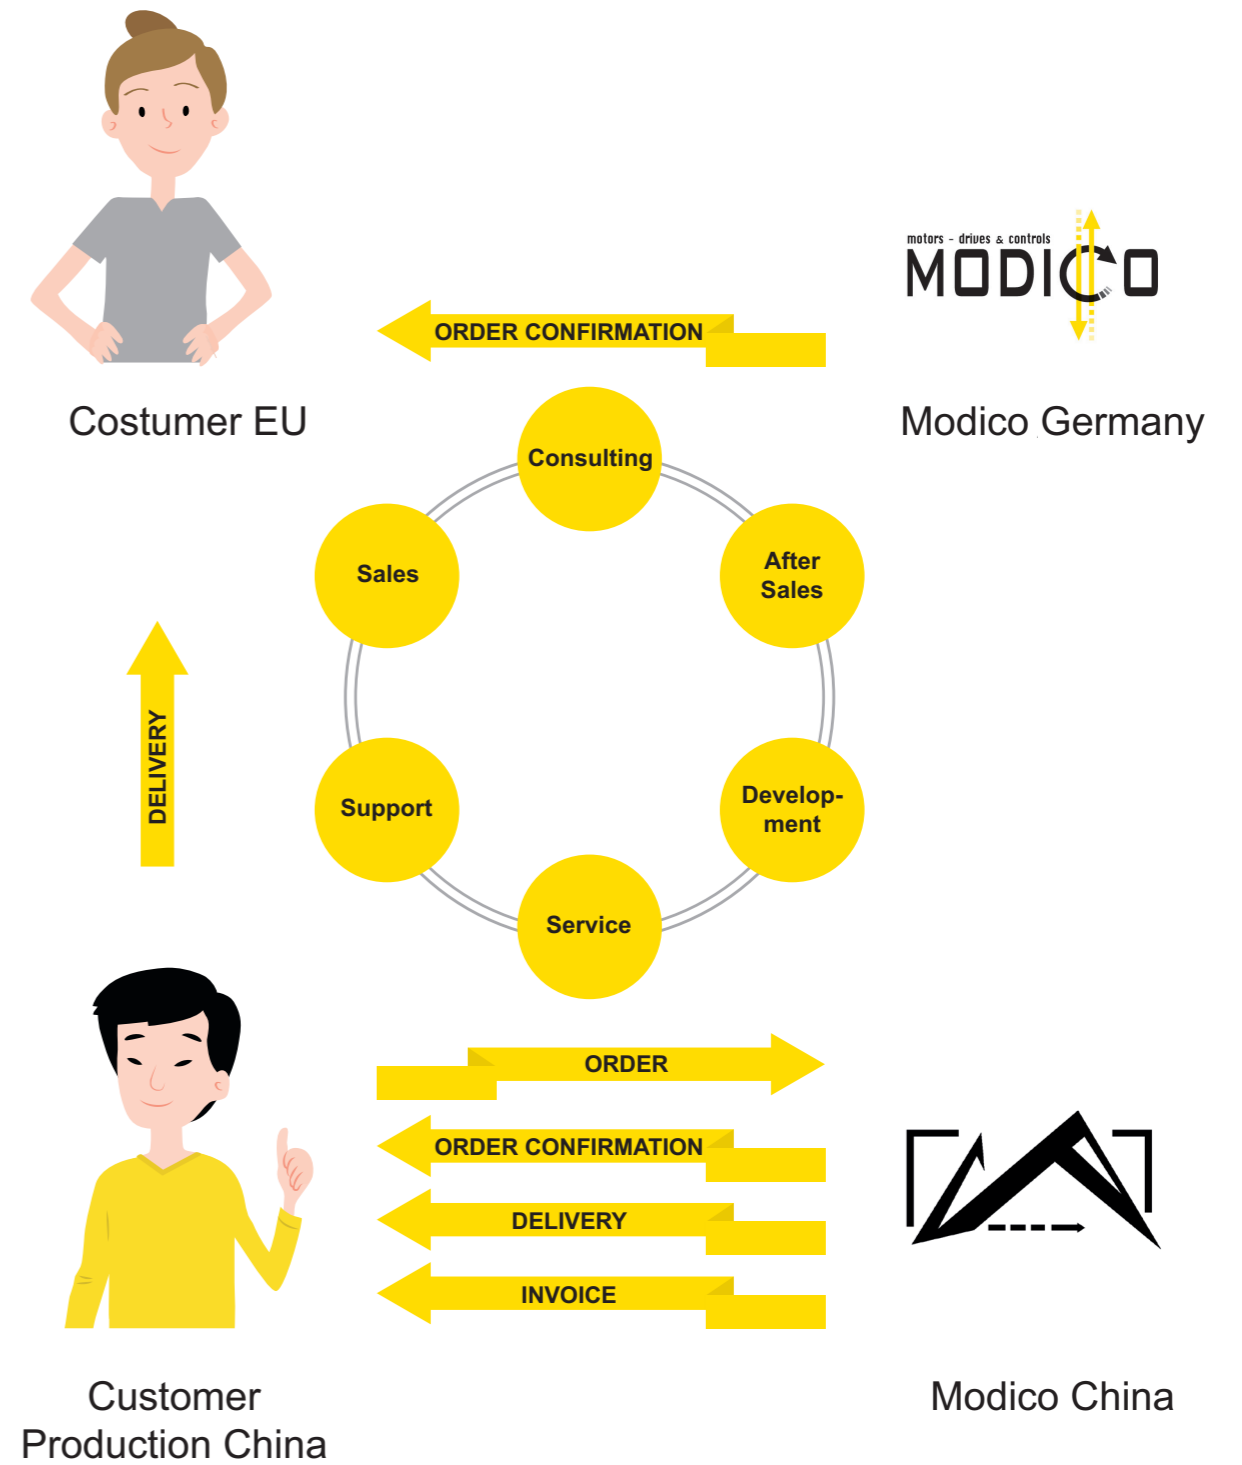 motors - drives & controls
MODICO
ORDER CONFIRMATION
Costumer EU
Modico Germany
Consulting
Sales
After
Sales
DELIVERY
Support
Develop-
ment
Service
ORDER
ORDER CONFIRMATION
DELIVERY
INVOICE
Customer
Production China
Modico China